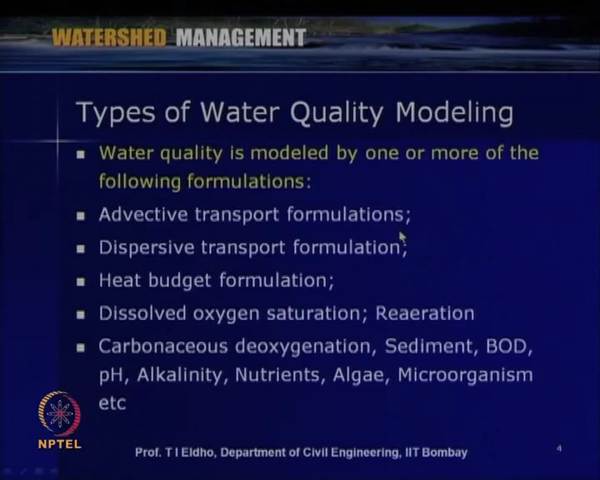 WATERSHED MANAGEMENT
Types of Water Quality Modeling
Water quality is modeled by one or more of the
following formulations:
Advective transport formulations;
Dispersive transport formulation;
Heat budget formulation;
Dissolved oxygen saturation; Reaeration
Carbonaceous deoxygenation, Sediment, BOD,
pH, Alkalinity, Nutrients, Algae, Microorganism
etc
NPTEL
Prof. T I Eldho, Department of Civil Engineering, IIT Bombay
4